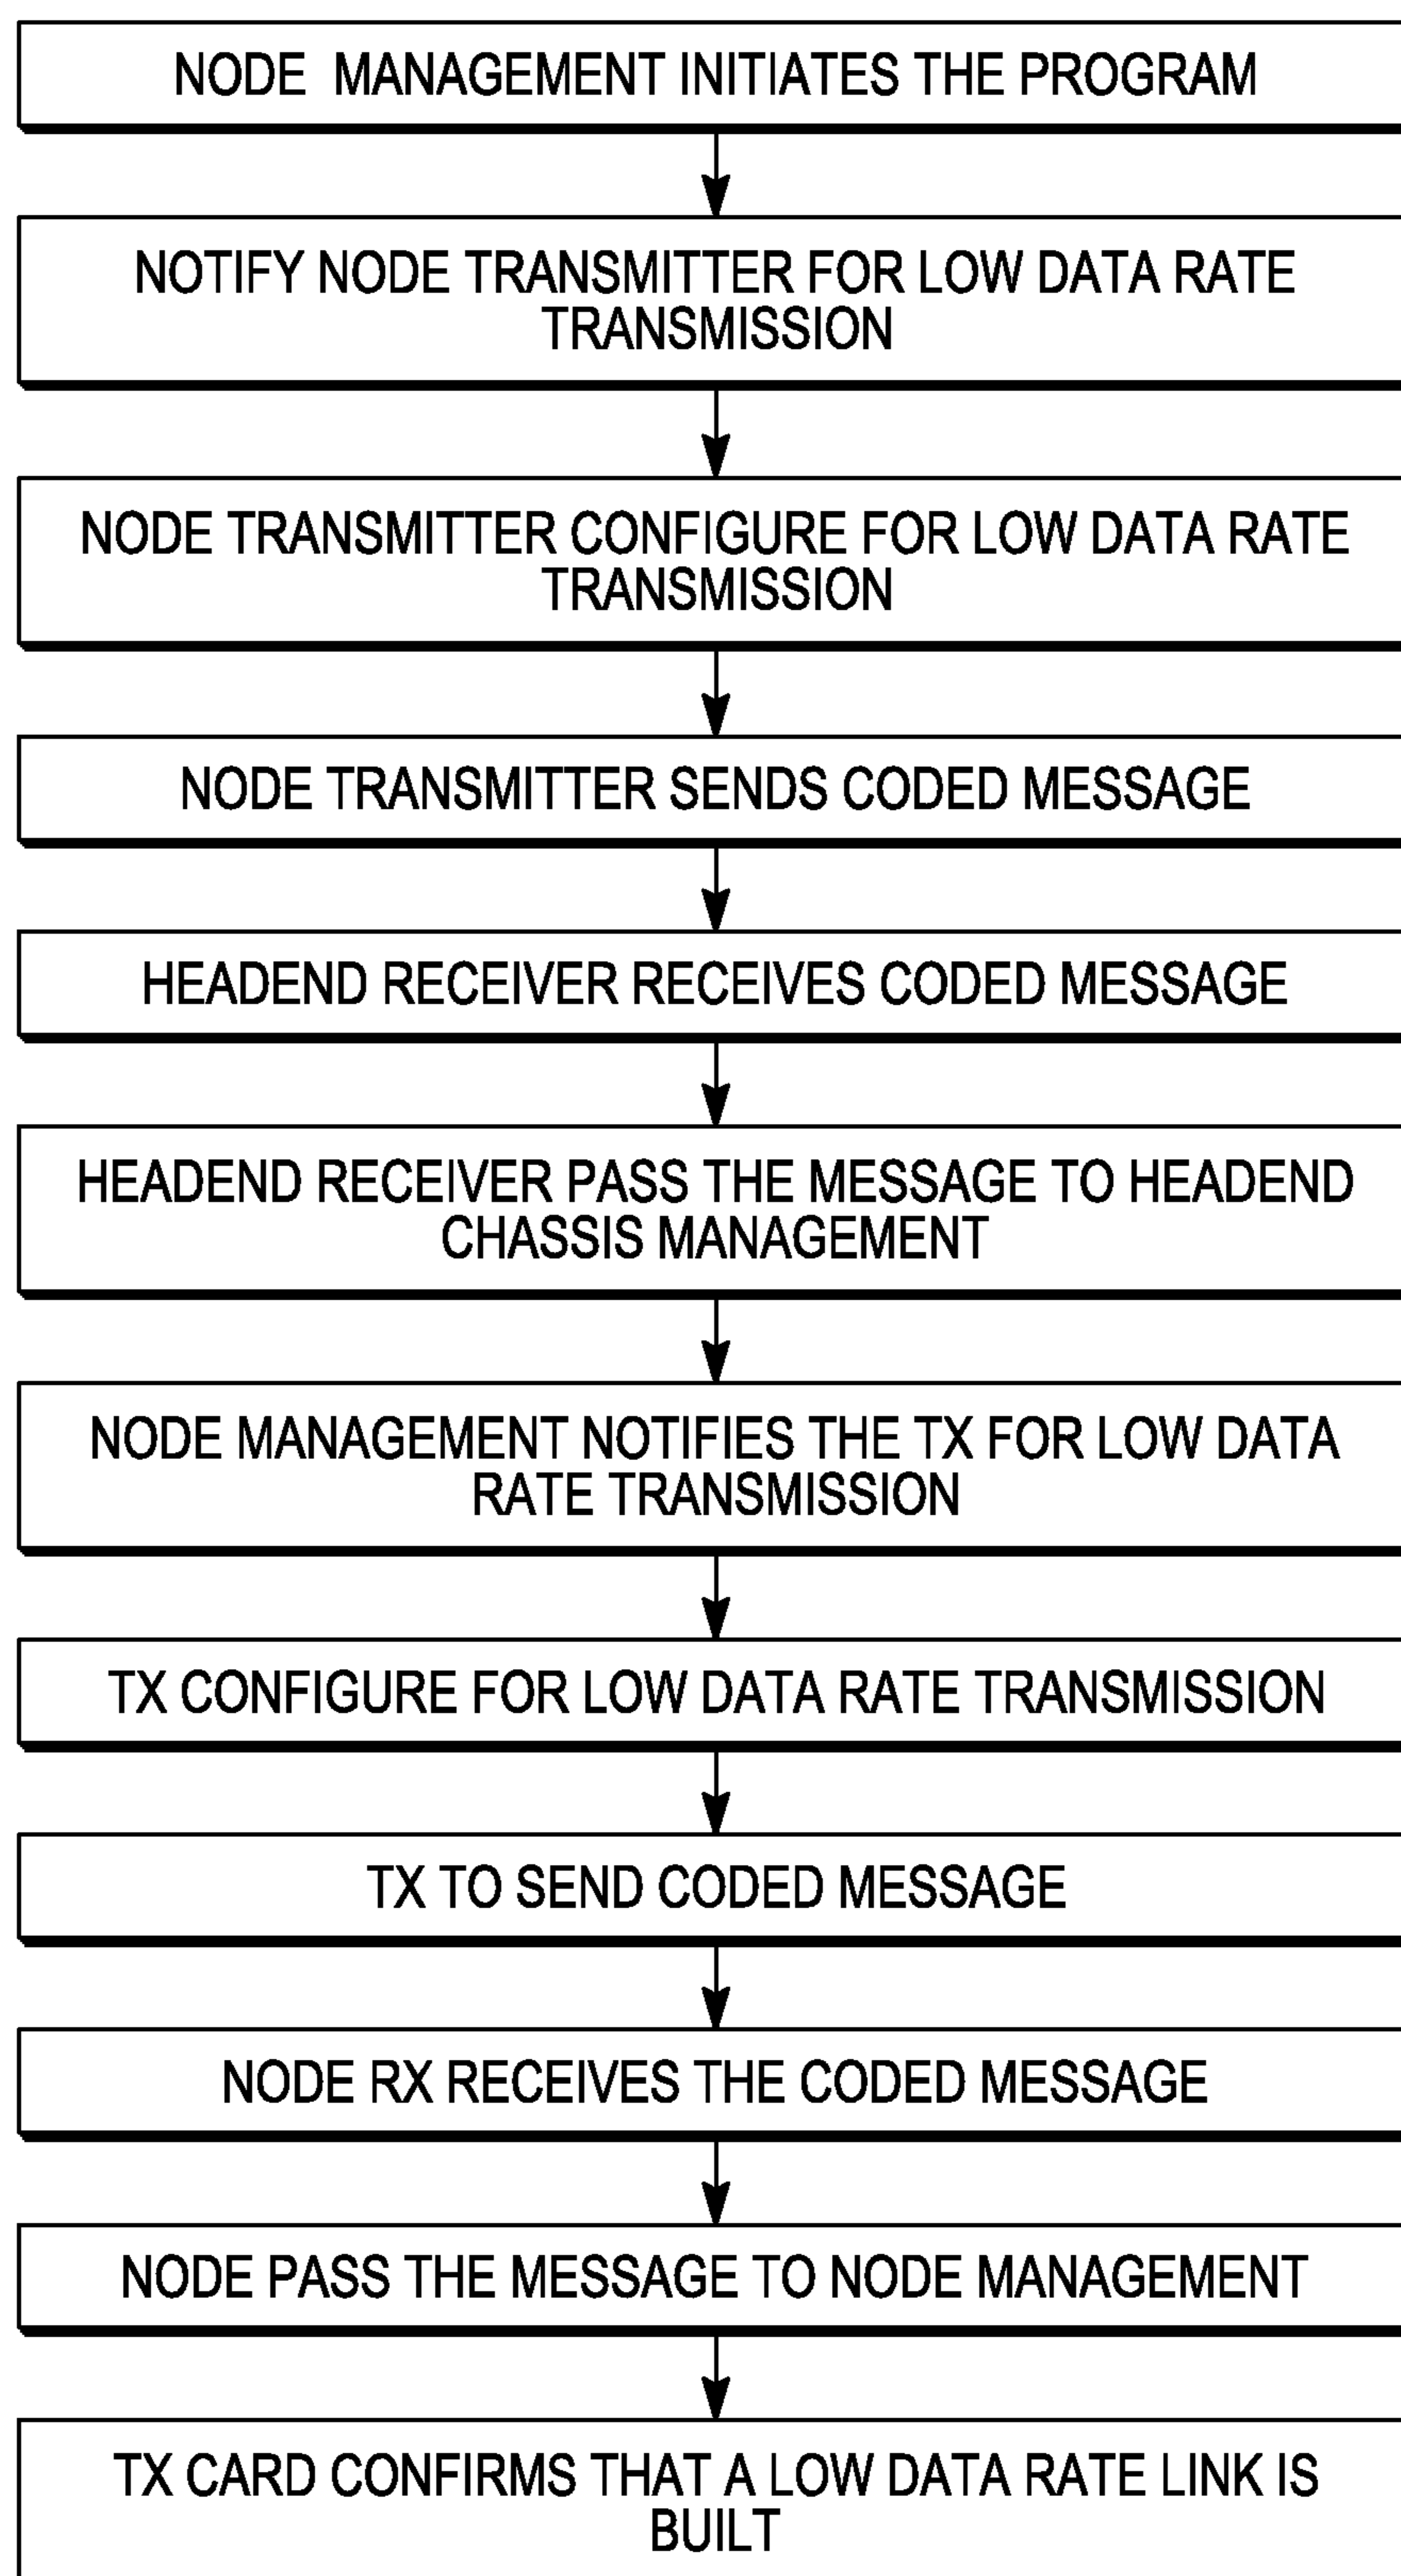 NODE MANAGEMENT INITIATES THE PROGRAM
NOTIFY NODE TRANSMITTER FOR LOW DATA RATE
TRANSMISSION
NODE TRANSMITTER CONFIGURE FOR LOW DATA RATE
TRANSMISSION
NODE TRANSMITTER SENDS CODED MESSAGE
HEADEND RECEIVER RECEIVES CODED MESSAGE
HEADEND RECEIVER PASS THE MESSAGE TO HEADEND
CHASSIS MANAGEMENT
NODE MANAGEMENT NOTIFIES THE TX FOR LOW DATA
RATE TRANSMISSION
TX CONFIGURE FOR LOW DATA RATE TRANSMISSION
TX TO SEND CODED MESSAGE
NODE RX RECEIVES THE CODED MESSAGE
NODE PASS THE MESSAGE TO NODE MANAGEMENT
TX CARD CONFIRMS THAT A LOW DATA RATE LINK IS
BUILT